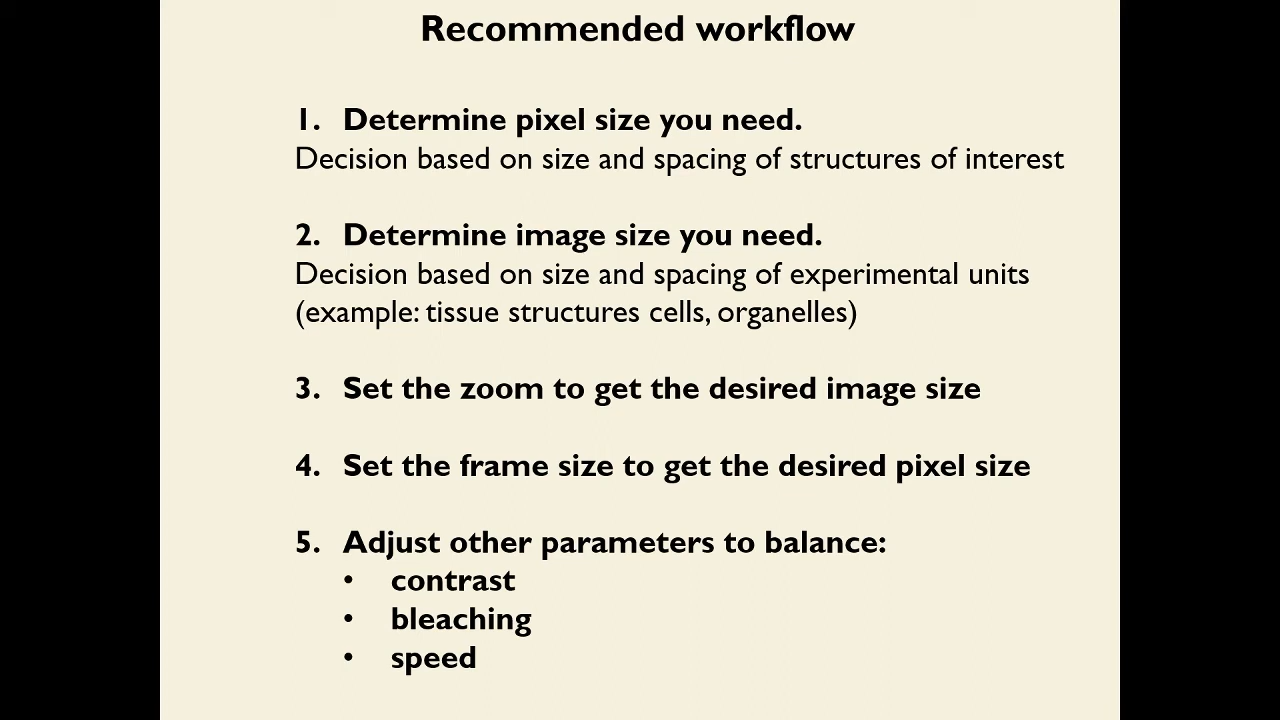 Recommended workflow
1. Determine pixel size you need.
Decision based on size and spacing of structures of interest
2. Determine image size you need.
Decision based on size and spacing of experimental units
(example: tissue structures cells, organelles)
3. Set the zoom to get the desired image size
4. Set the frame size to get the desired pixel size
5. Adjust other parameters to balance:
• contrast
• bleaching
• speed